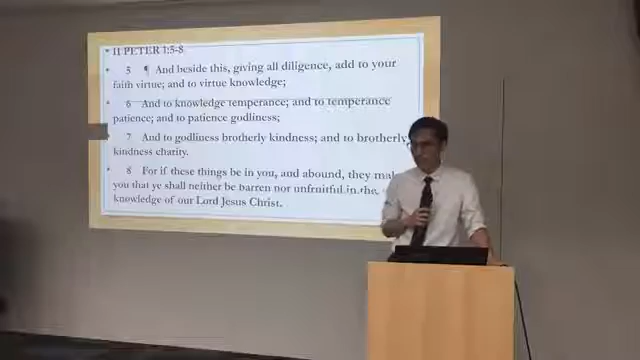 • II PETER 1:5-8
• 5 ¶ And beside this, giving all diligence, add to your
faith virtue; and to virtue knowledge;
• 6 And to knowledge temperance; and to temperance
patience; and to patience godliness;
• 7 And to godliness brotherly kindness; and to brotherly
kindness charity.
• 8 For if these things be in you, and abound, they
you that ye shall neither be barren nor unfruitful in the
knowledge of our Lord Jesus Christ.